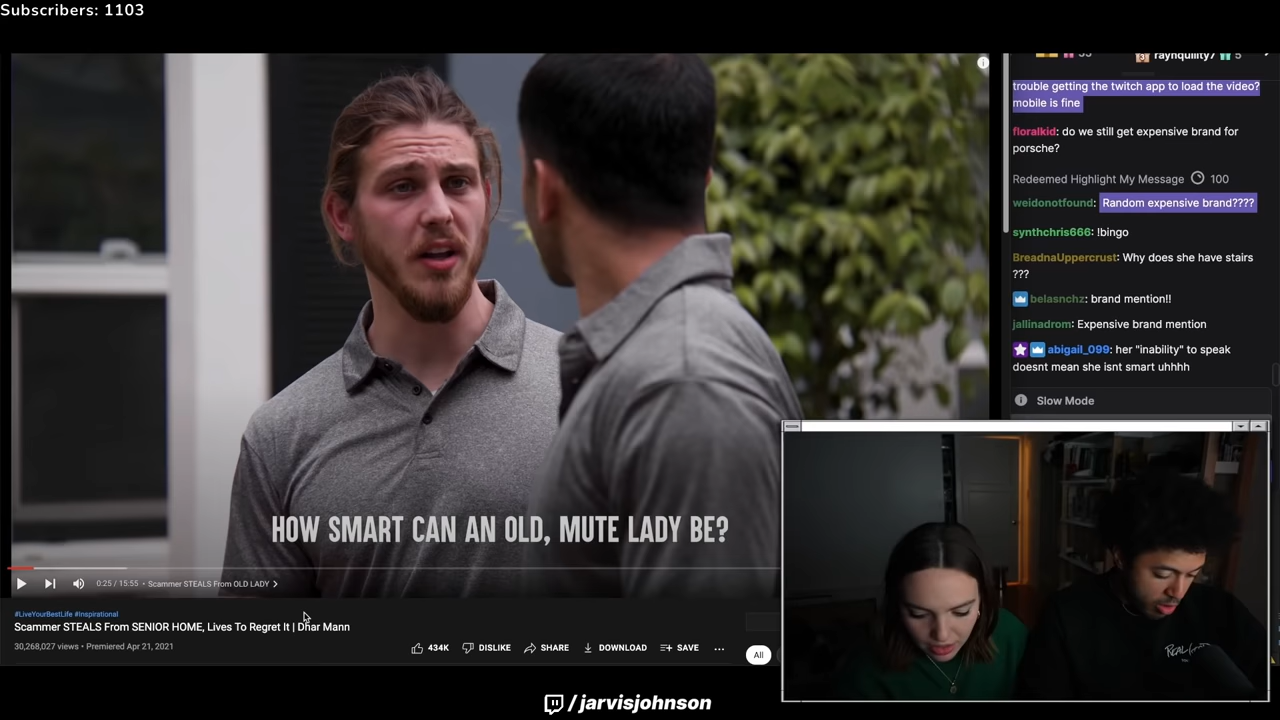 Subscribers: 1103
raynquility7 5
trouble getting the twitch app to load the video?
mobile is fine
floralkid: do we still get expensive brand for
porsche?
Redeemed Highlight My Message 100
weidonotfound: Random expensive brand????
synthchris666: !bingo
BreadnaUppercrust: Why does she have stairs
???
belasnchz: brand mention!!
jallinadrom: Expensive brand mention
abigail_099: her "inability" to speak
doesnt mean she isnt smart uhhhh
Slow Mode
HOW SMART CAN AN OLD, MUTE LADY BE?
0:25 / 15:55 • Scammer STEALS From OLD LADY >
#LiveYourBestLife #Inspirational
Scammer STEALS From SENIOR HOME, Lives To Regret It | Dhar Mann
30,268,027 views • Premiered Apr 21, 2021
434K DISLIKE SHARE DOWNLOAD SAVE ...
All
/jarvisjohnson